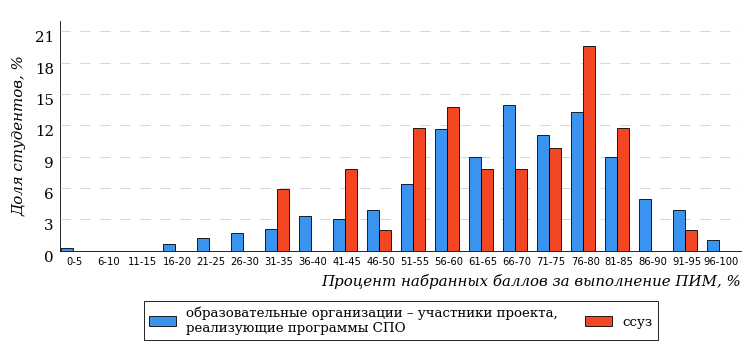 Доля студентов, %
21
18
15
12
9
6
3
0
0-5 6-10 11-15 16-20 21-25 26-30 31-35 36-40 41-45 46-50 51-55 56-60 61-65 66-70 71-75 76-80 81-85 86-90 91-95 96-100
Процент набранных баллов за выполнение ПИМ, %
образовательные организации – участники проекта,
реализующие программы СПО
ссуз